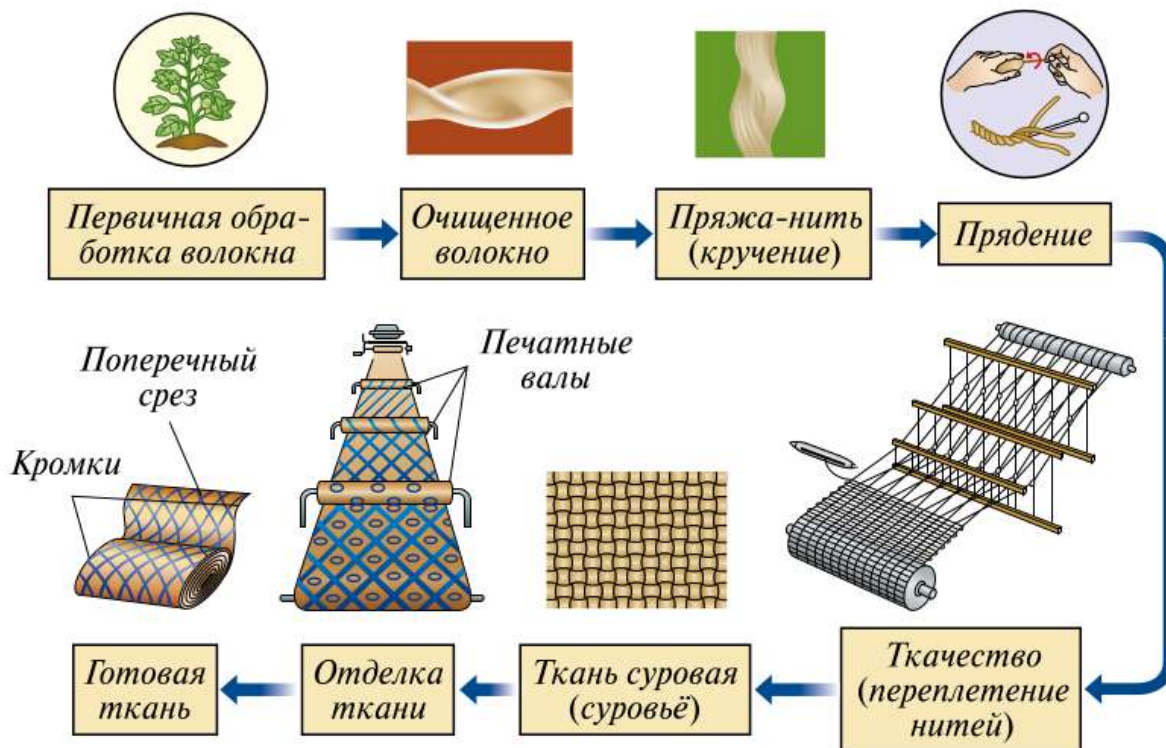 Первичная обра-
ботка волокна
Очищенное
волокно
Пряжа-нить
(кручение)
Прядение
Поперечный
срез
Печатные
валы
Кромки
Готовая
ткань
Отделка
ткани
Ткань суровая
(суровьё)
Ткачество
(переплетение
нитей)